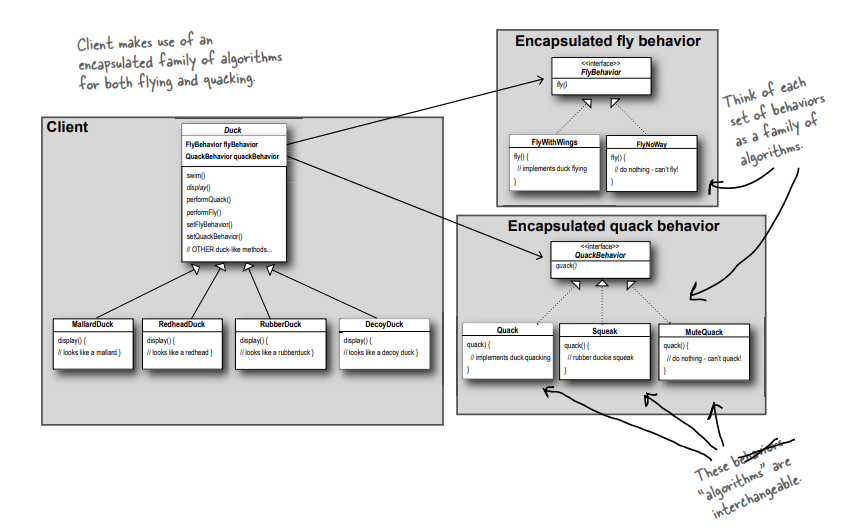 Client makes use of an
encapsulated family of algorithms
for both flying and quacking.
Client
Duck
FlyBehavior flyBehavior
QuackBehavior quackBehavior
swim()
display()
performQuack()
performFly()
setFlyBehavior()
setQuackBehavior()
// OTHER duck-like methods...
MallardDuck
display() {
// looks like a mallard }
RedheadDuck
display() {
// looks like a redhead }
RubberDuck
display() {
// looks like a rubberduck }
DecoyDuck
display() {
// looks like a decoy duck }
Encapsulated fly behavior
<<interface>>
FlyBehavior
fly()
FlyWithWings
fly() {
// implements duck flying
}
FlyNoWay
fly() {
// do nothing - can't fly!
}
Think of each
set of behaviors
as a family of
algorithms.
Encapsulated quack behavior
<<interface>>
QuackBehavior
quack()
Quack
quack) {
// implements duck quacking
}
Squeak
quack() {
// rubber duckie squeak
}
MuteQuack
quack() {
// do nothing - can't quack!
}
These behaviors
“algorithms” are
interchangeable.